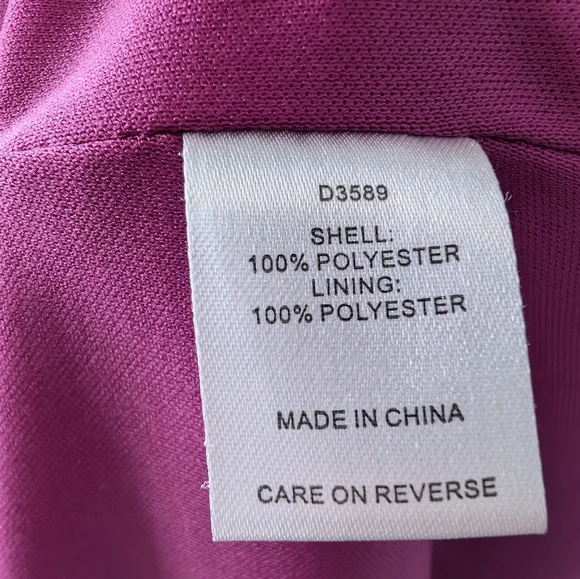 D3589
SHELL:
100% POLYESTER
LINING:
100% POLYESTER
MADE IN CHINA
CARE ON REVERSE